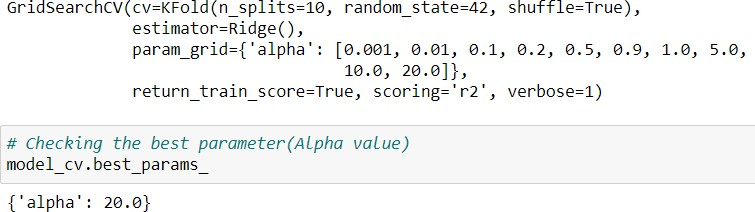 GridSearchCV(cv=KFold(n_splits=10, random_state=42, shuffle=True),
estimator=Ridge(),
param_grid={'alpha': [0.001, 0.01, 0.1, 0.2, 0.5, 0.9, 1.0, 5.0,
10.0, 20.0]},
return_train_score=True, scoring='r2', verbose=1)
# Checking the best parameter(Alpha value)
model_cv.best_params_
{'alpha': 20.0}